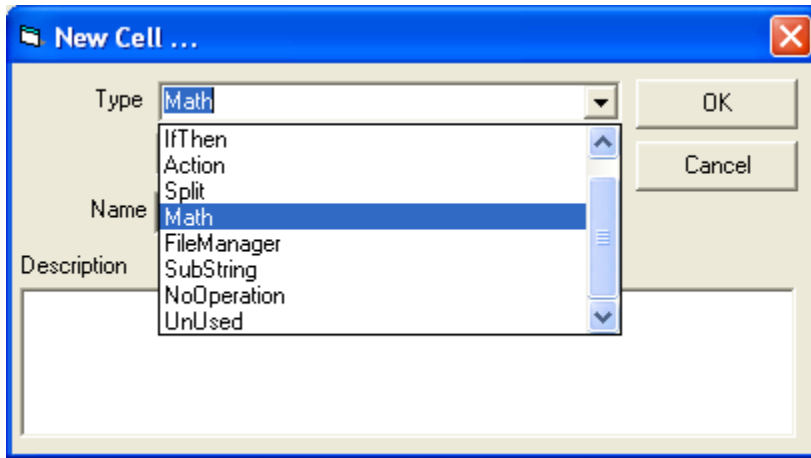 New Cell ...
Type Math OK
IfThen
Action Cancel
Split
Name Math
FileManager
Description SubString
NoOperation
UnUsed